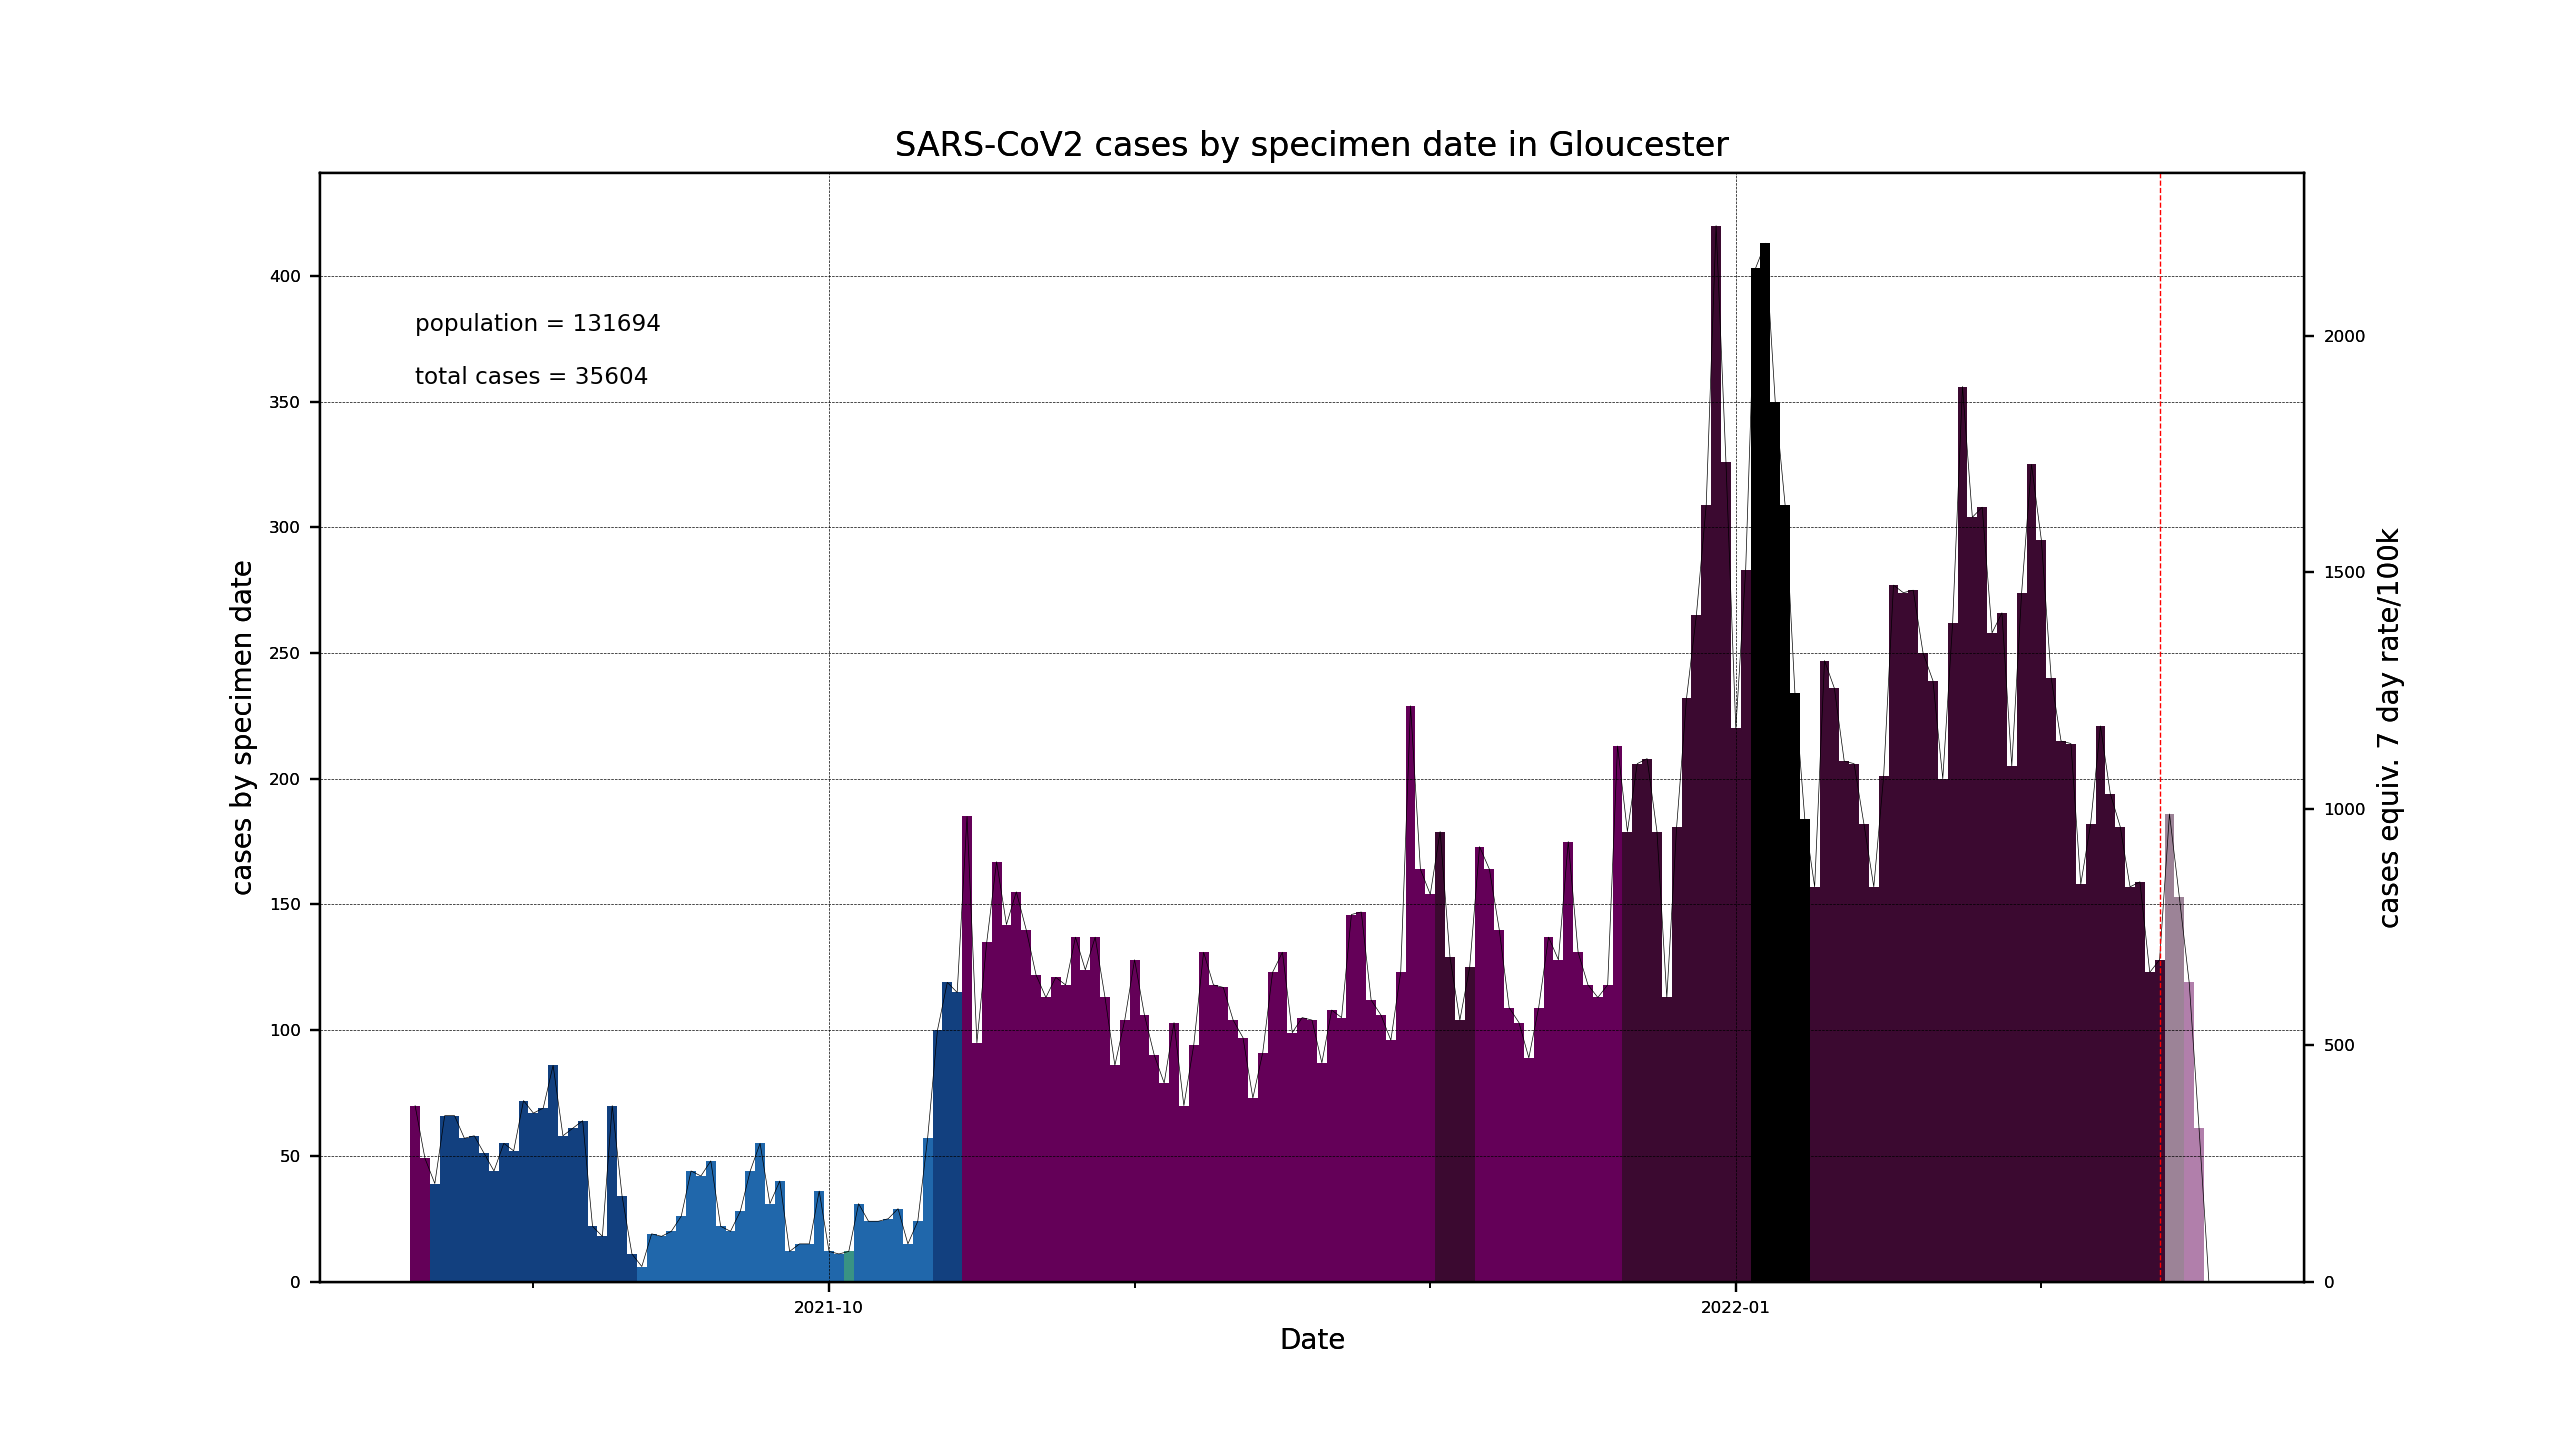 SARS-CoV2 cases by specimen date in Gloucester
population = 131694
total cases = 35604
cases by specimen date
400
350
300
250
200
150
100
50
0
2000
1500
1000
500
0
cases equiv. 7 day rate/100k
2021-10
2022-01
Date